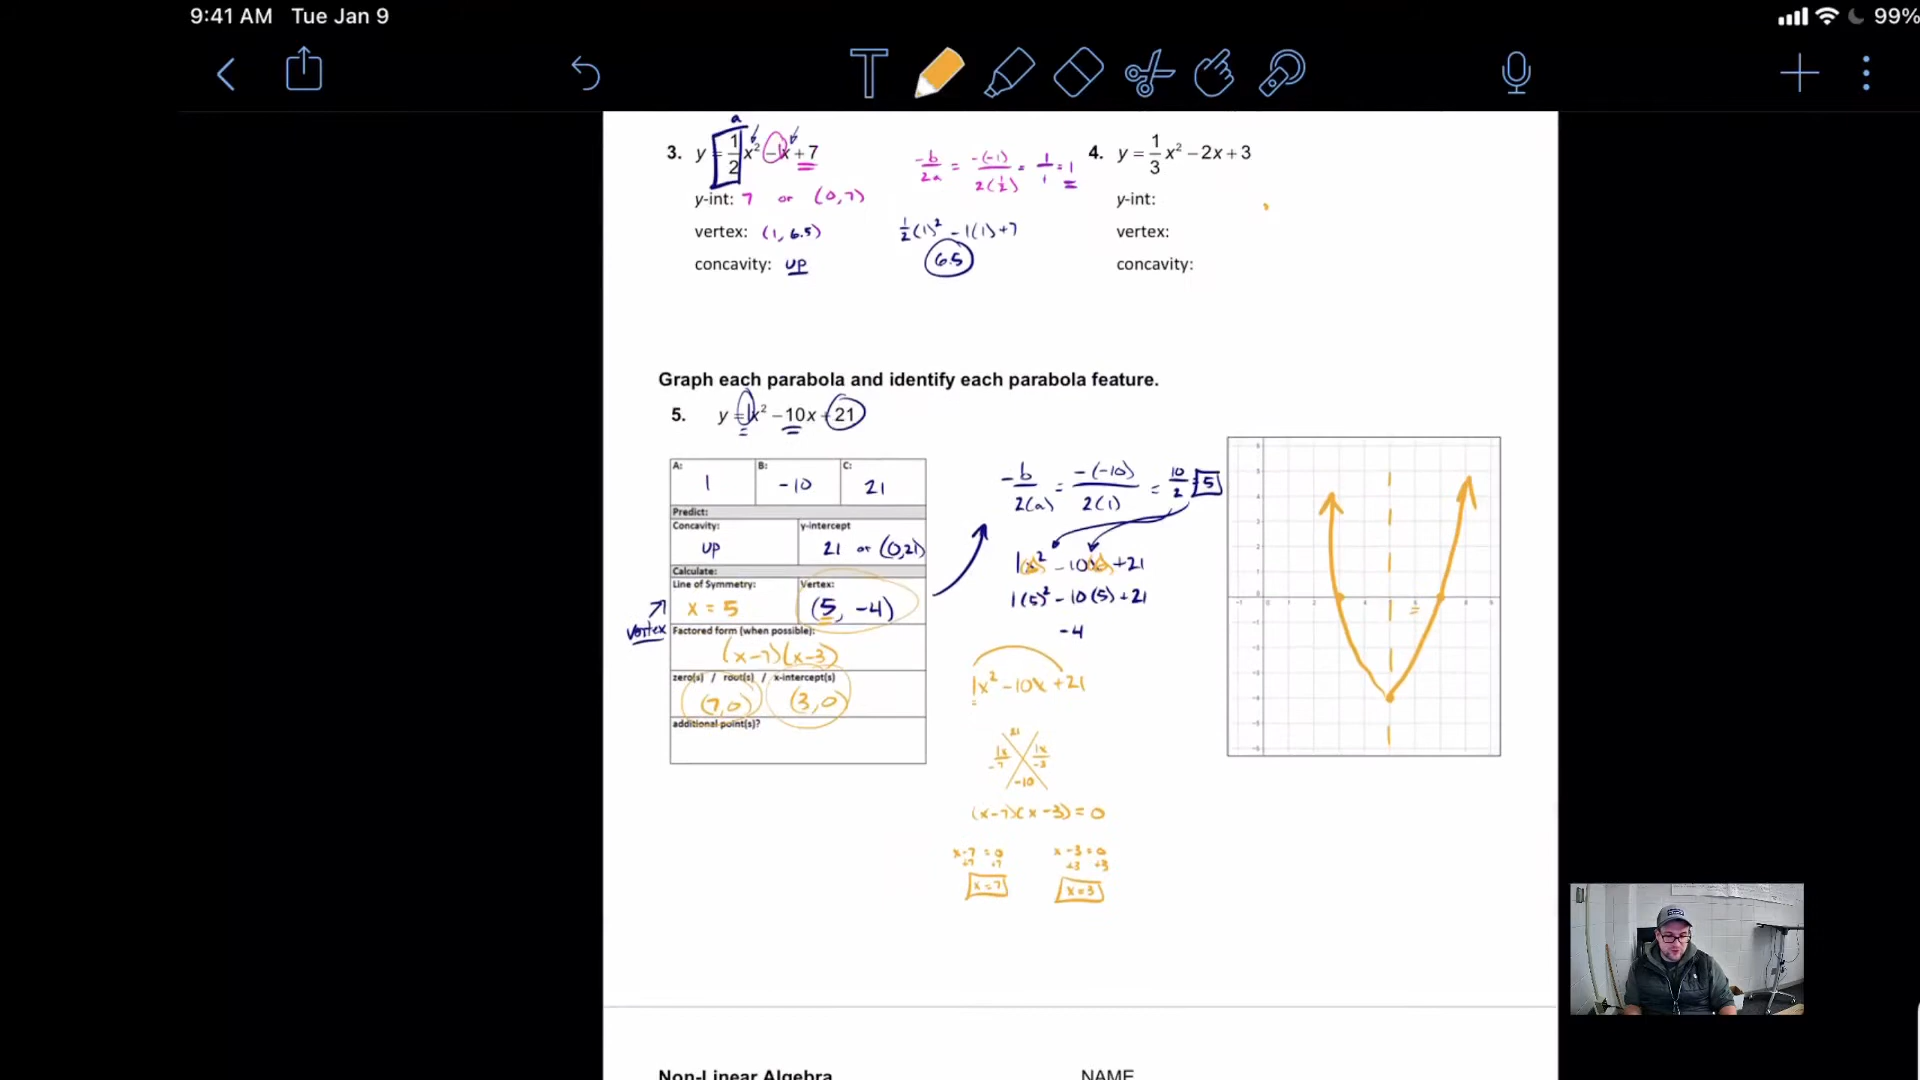 9:41 AM Tue Jan 9
99%
a
3. y = 1/2 x² -1x + 7
y-int: 7 or (0,7)
vertex: (1, 6.5)
concavity: UP
-b/2a = -(-1)/2(1/2) = 1/1 = 1
1/2(1)² - 1(1) + 7
6.5
4. y = 1/3 x² - 2x + 3
y-int:
vertex:
concavity:
Graph each parabola and identify each parabola feature.
5. y = 1x² - 10x + 21
A: 1 B: -10 C: 21
Predict:
Concavity: UP y-intercept 21 or (0,21)
Calculate:
Line of Symmetry: x = 5 Vertex: (5, -4)
vertex
Factored form (when possible):
(x-7)(x-3)
zero(s) / root(s) / x-intercept(s)
(7,0) (3,0)
additional point(s)?
-b/2(a) = -(-10)/2(1) = 10/2 = 5
1x² - 10x + 21
1(5)² - 10(5) + 21
-4
1x² - 10x + 21
21
1x/-7 1x/-3
-10
(x-7)(x-3) = 0
x-7 = 0 x-3 = 0
+7 +7 +3 +3
x = 7 x = 3
Non-Linear Algebra NAME